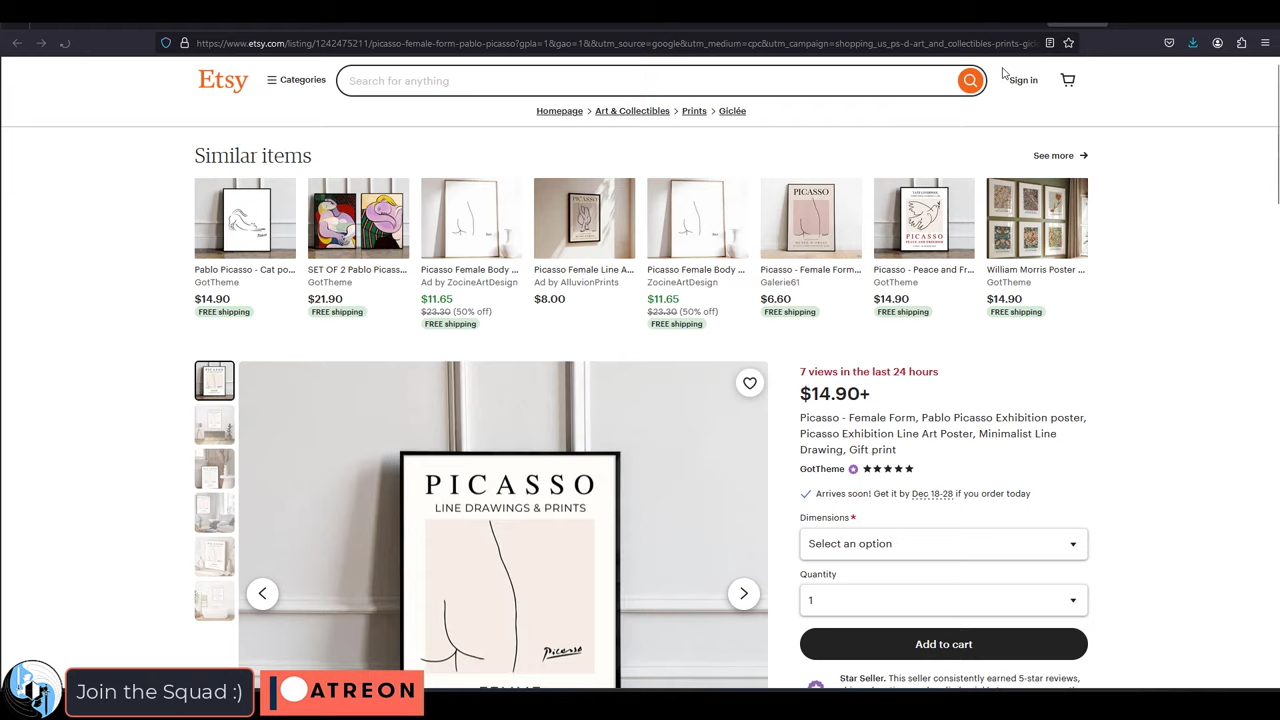 https://www.etsy.com/listing/1242475211/picasso-female-form-pablo-picasso?gpla=1&gao=1&&utm_source=google&utm_medium=cpc&utm_campaign=shopping_us_ps-d-art_and_collectibles-prints-gic
Etsy
Categories
Search for anything
Sign in
Homepage > Art & Collectibles > Prints > Giclée
Similar items
See more
Pablo Picasso - Cat po...
GotTheme
$14.90
FREE shipping
SET OF 2 Pablo Picass...
GotTheme
$21.90
FREE shipping
Picasso Female Body ...
Ad by ZocineArtDesign
$11.65
$23.30 (50% off)
FREE shipping
Picasso Female Line A...
Ad by AlluvionPrints
$8.00
Picasso Female Body ...
ZocineArtDesign
$11.65
$23.30 (50% off)
FREE shipping
PICASSO
Picasso - Female Form...
Galerie61
$6.60
FREE shipping
PICASSO
Picasso - Peace and Fr...
GotTheme
$14.90
FREE shipping
William Morris Poster ...
GotTheme
$14.90
FREE shipping
7 views in the last 24 hours
$14.90+
Picasso - Female Form, Pablo Picasso Exhibition poster,
Picasso Exhibition Line Art Poster, Minimalist Line
Drawing, Gift print
GotTheme
Arrives soon! Get it by Dec 18-28 if you order today
Dimensions *
Select an option
Quantity
1
Add to cart
Star Seller. This seller consistently earned 5-star reviews,
PICASSO
LINE DRAWINGS & PRINTS
Picasso
Join the Squad :)
PATREON